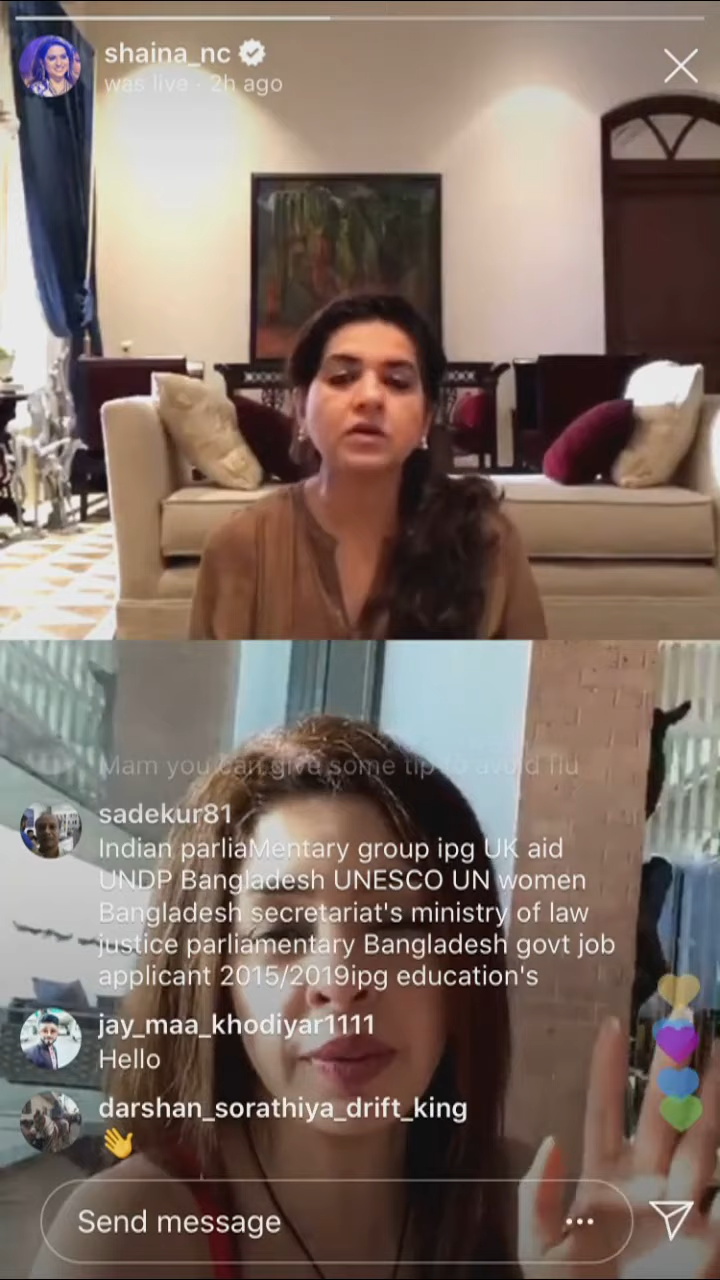 shaina_nc
was live · 2h ago
Mam you can give some tip to avoid flu
sadekur81
Indian parliaMentary group ipg UK aid
UNDP Bangladesh UNESCO UN women
Bangladesh secretariat's ministry of law
justice parliamentary Bangladesh govt job
applicant 2015/2019ipg education's
jay_maa_khodiyar1111
Hello
darshan_sorathiya_drift_king
👋
Send message